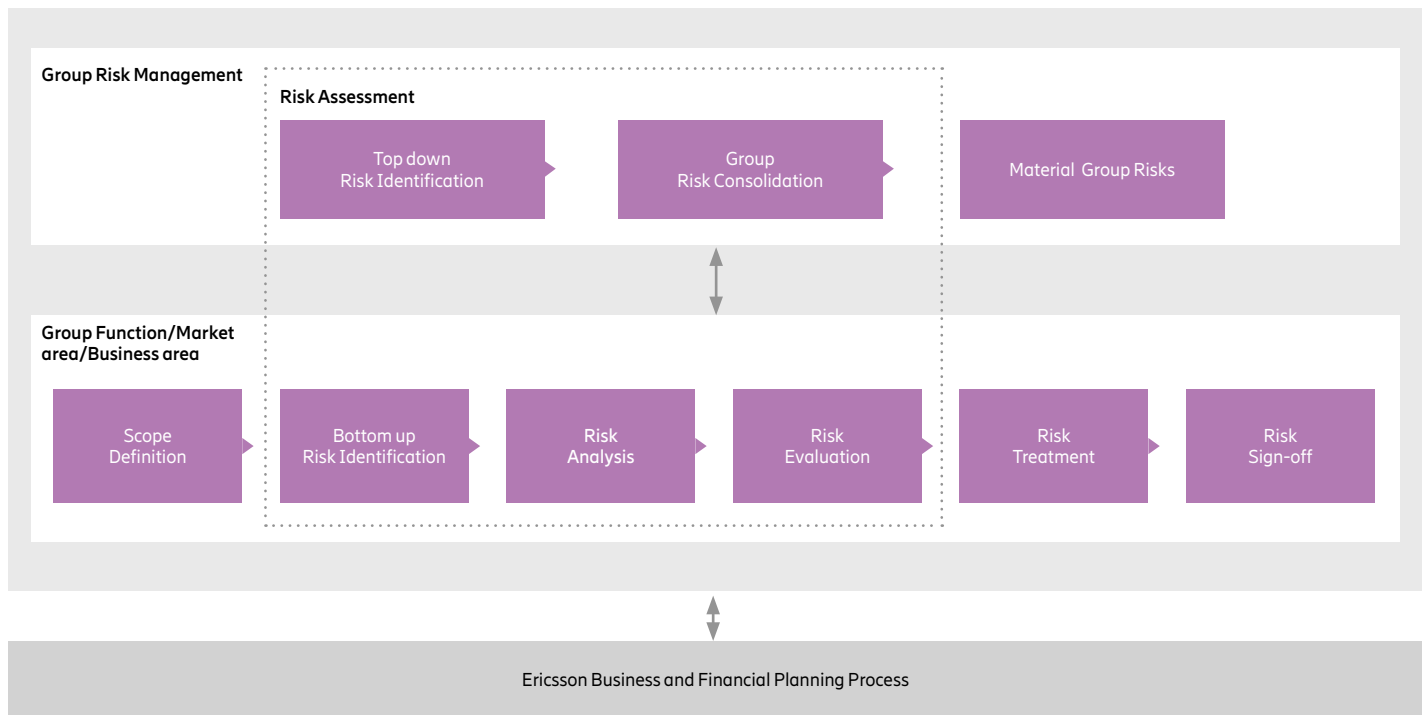 Group Risk Management
Risk Assessment
Top down
Risk Identification
Group
Risk Consolidation
Material Group Risks
Group Function/Market
area/Business area
Scope
Definition
Bottom up
Risk Identification
Risk
Analysis
Risk
Evaluation
Risk
Treatment
Risk
Sign-off
Ericsson Business and Financial Planning Process